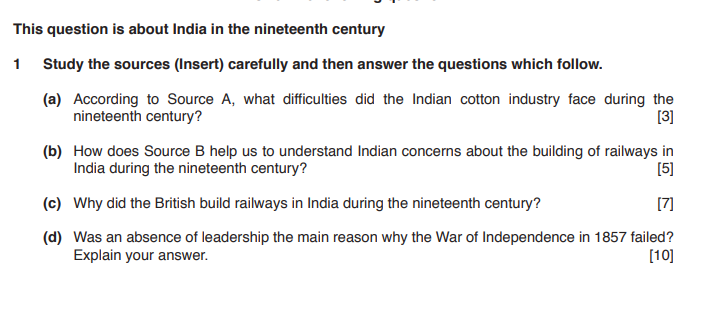 This question is about India in the nineteenth century
1 Study the sources (Insert) carefully and then answer the questions which follow.
(a) According to Source A, what difficulties did the Indian cotton industry face during the
nineteenth century? [3]
(b) How does Source B help us to understand Indian concerns about the building of railways in
India during the nineteenth century? [5]
(c) Why did the British build railways in India during the nineteenth century? [7]
(d) Was an absence of leadership the main reason why the War of Independence in 1857 failed?
Explain your answer. [10]